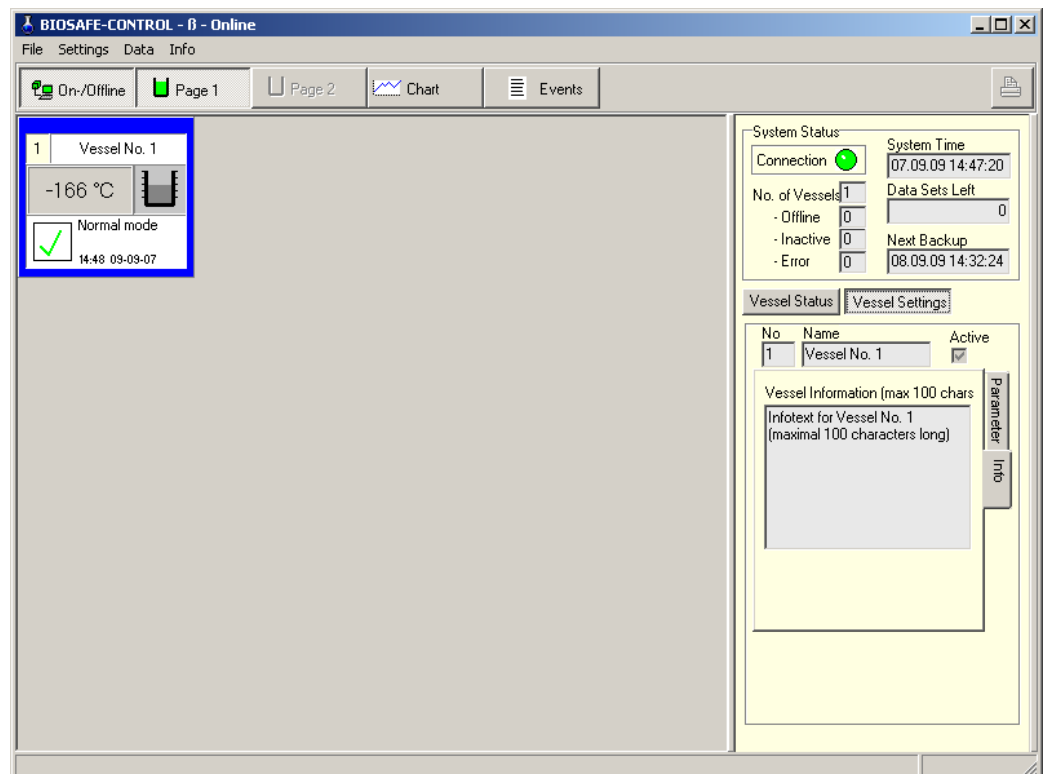 BIOSAFE-CONTROL - ß - Online
File Settings Data Info
On-/Offline Page 1 Page 2 Chart Events
1 Vessel No. 1
-166 °C
Normal mode
14:48 09-09-07
System Status
Connection
System Time
07.09.09 14:47:20
No. of Vessels 1
- Offline 0
- Inactive 0
- Error 0
Data Sets Left
0
Next Backup
08.09.09 14:32:24
Vessel Status Vessel Settings
No Name Active
1 Vessel No. 1
Vessel Information (max 100 chars
Infotext for Vessel No. 1
(maximal 100 characters long)
Parameter
Info